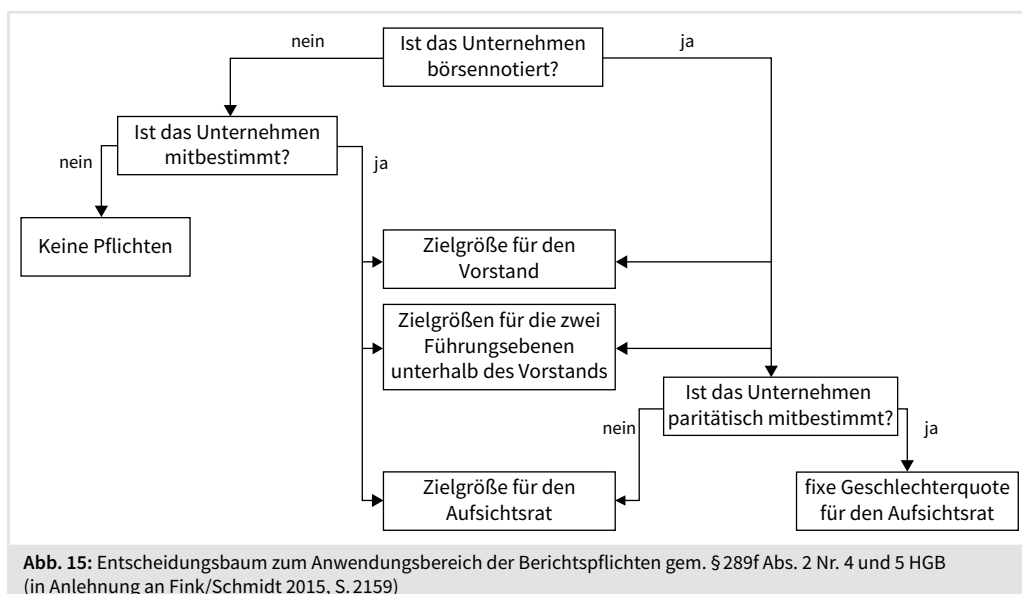 nein
Ist das Unternehmen
börsennotiert?
ja
Ist das Unternehmen
mitbestimmt?
nein
ja
Keine Pflichten
Zielgröße für den
Vorstand
Zielgrößen für die zwei
Führungsebenen
unterhalb des Vorstands
Ist das Unternehmen
paritätisch mitbestimmt?
nein
ja
Zielgröße für den
Aufsichtsrat
fixe Geschlechterquote
für den Aufsichtsrat
Abb. 15: Entscheidungsbaum zum Anwendungsbereich der Berichtspflichten gem. § 289f Abs. 2 Nr. 4 und 5 HGB
(in Anlehnung an Fink/Schmidt 2015, S. 2159)